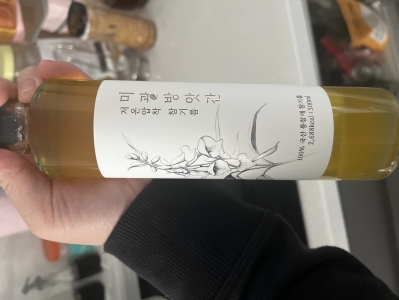 미광방앗간
저온압착 참기름
100% 국산 통참깨 참기름
2,688kcal | 300ml